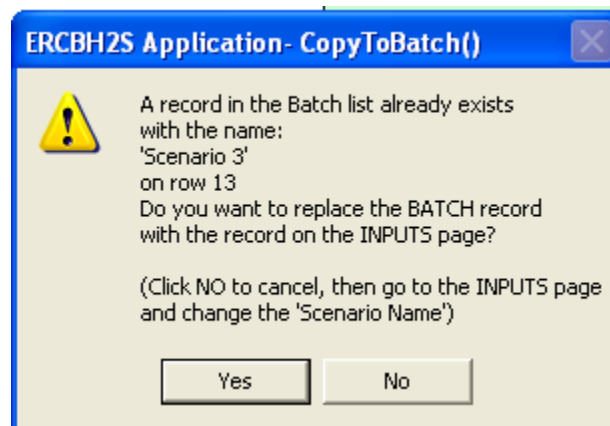 ERCBH2S Application- CopyToBatch()
A record in the Batch list already exists
with the name:
'Scenario 3'
on row 13
Do you want to replace the BATCH record
with the record on the INPUTS page?
(Click NO to cancel, then go to the INPUTS page
and change the 'Scenario Name')
Yes No